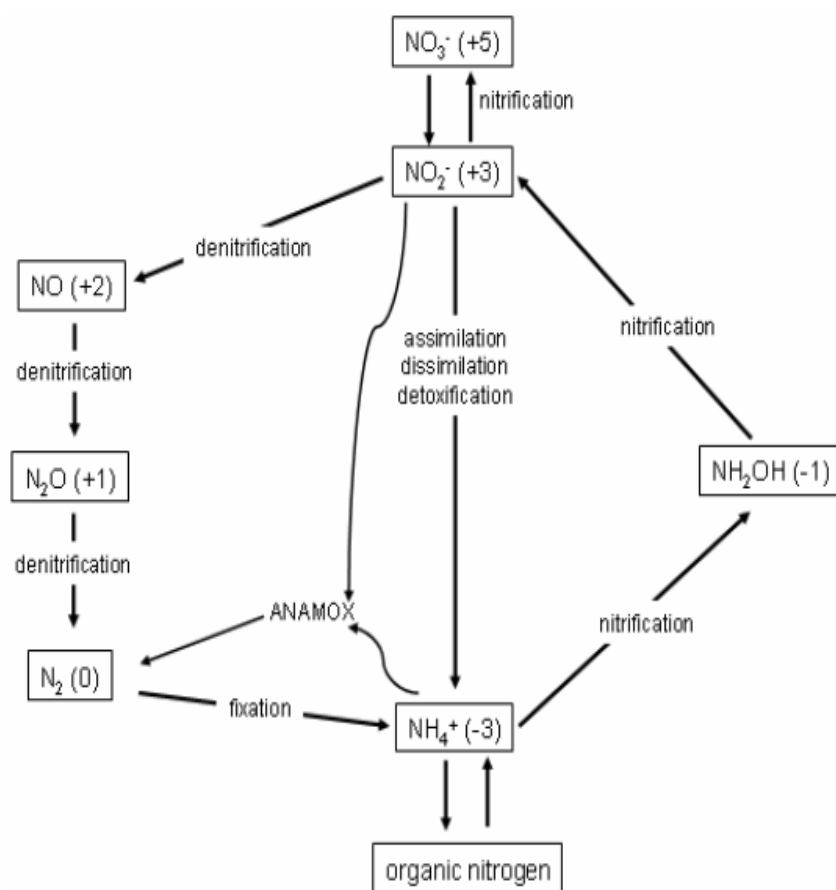 NO₃⁻ (+5)
nitrification
NO₂⁻ (+3)
denitrification
NO (+2)
nitrification
assimilation
dissimilation
detoxification
denitrification
N₂O (+1)
NH₂OH (-1)
denitrification
ANAMOX
nitrification
N₂ (0)
fixation
NH₄⁺ (-3)
organic nitrogen